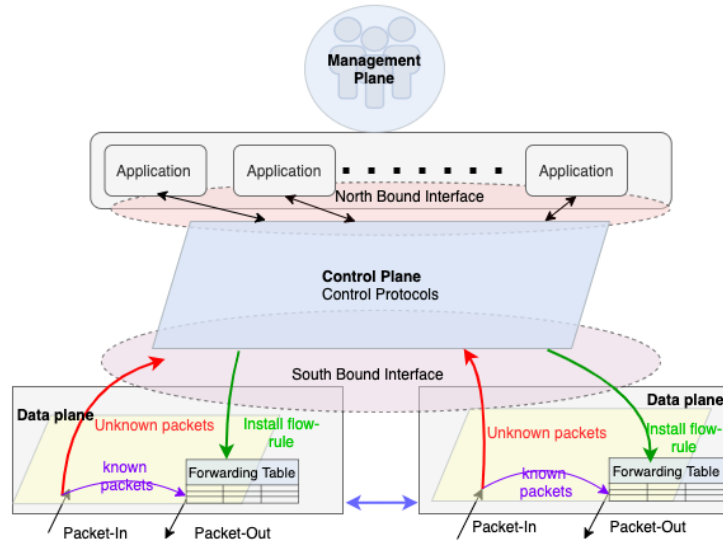 Management
Plane
Application
Application
Application
North Bound Interface
Control Plane
Control Protocols
South Bound Interface
Data plane
Unknown packets
Install flow-
rule
known
packets
Forwarding Table
Packet-In
Packet-Out
Data plane
Unknown packets
Install flow-
rule
known
packets
Forwarding Table
Packet-In
Packet-Out